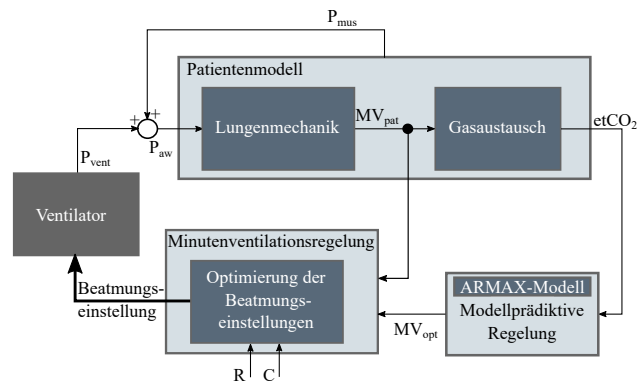 P_mus
Patientenmodell
Lungenmechanik
MV_pat
Gasaustausch
etCO_2
+
+
P_aw
P_vent
Ventilator
Minutenventilationsregelung
Optimierung der
Beatmungs-
einstellungen
Beatmungs-
einstellung
ARMAX-Modell
Modellprädiktive
Regelung
MV_opt
R
C